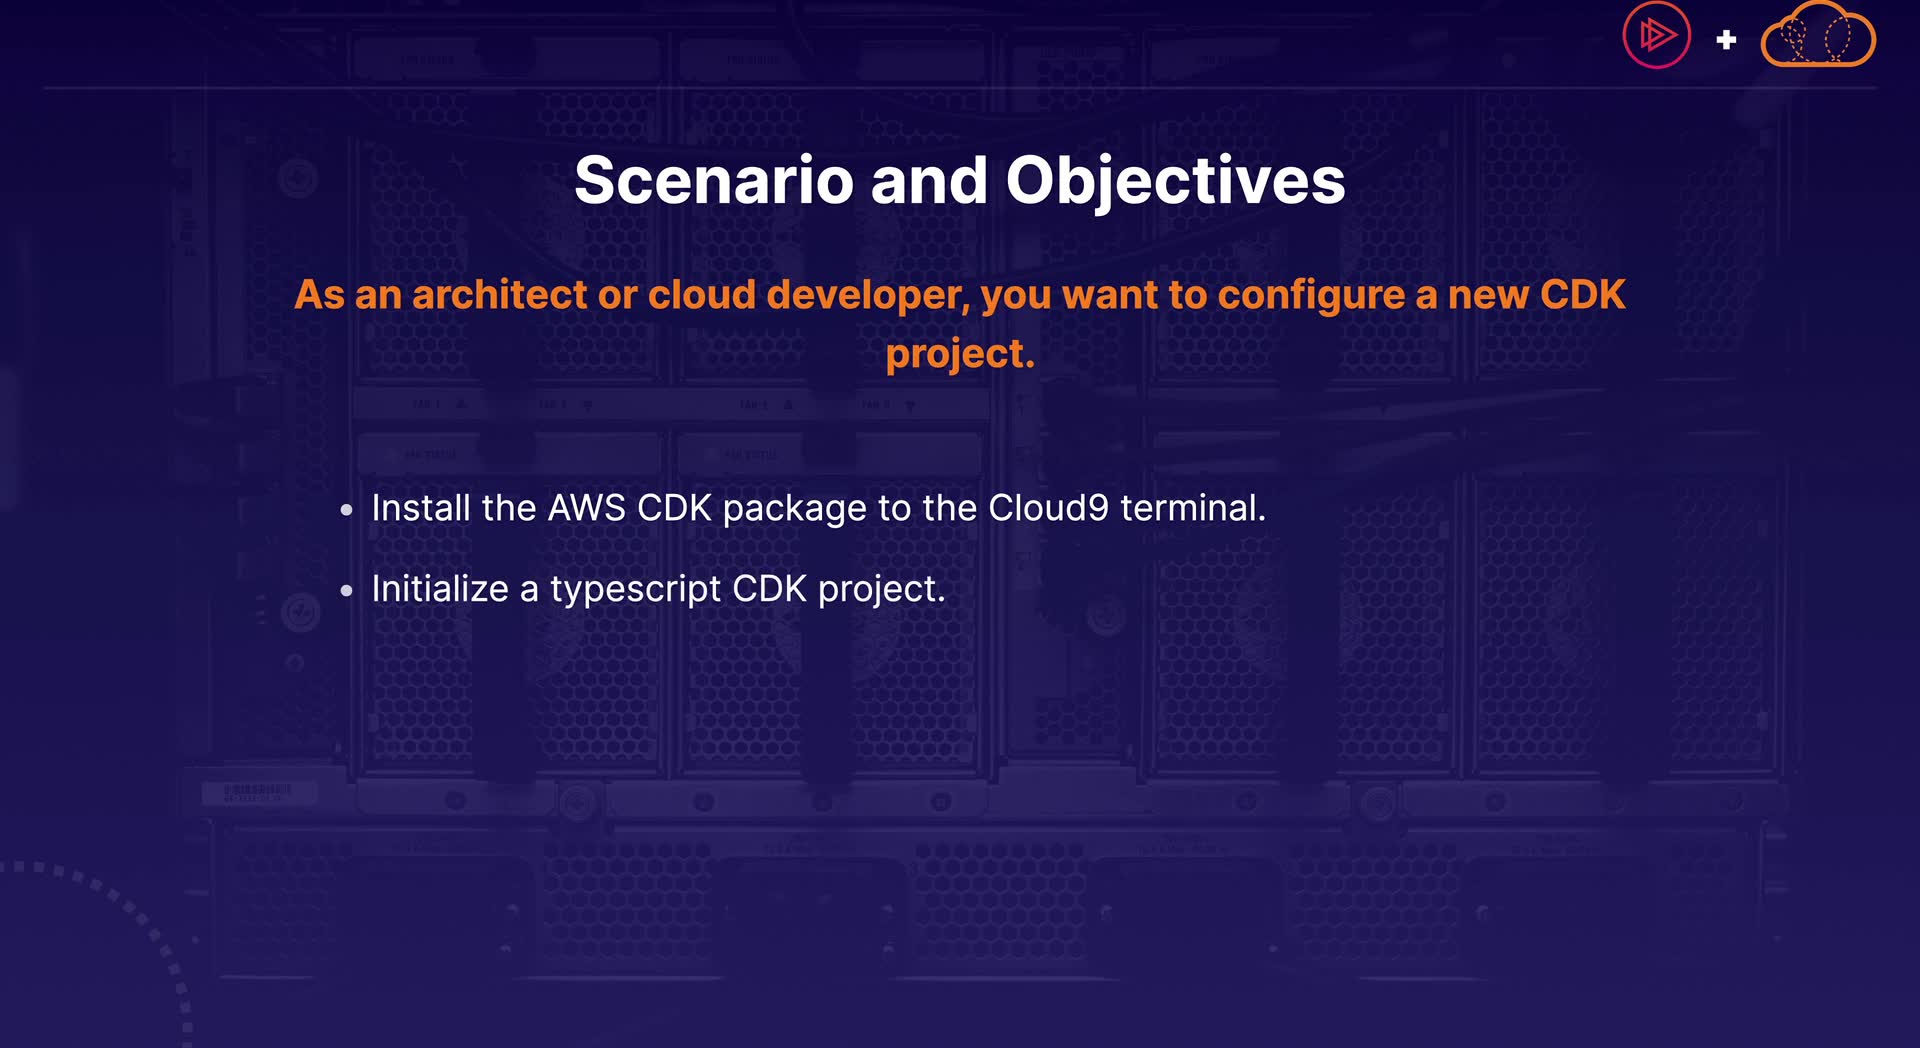 Scenario and Objectives
As an architect or cloud developer, you want to configure a new CDK
project.
Install the AWS CDK package to the Cloud9 terminal.
Initialize a typescript CDK project.